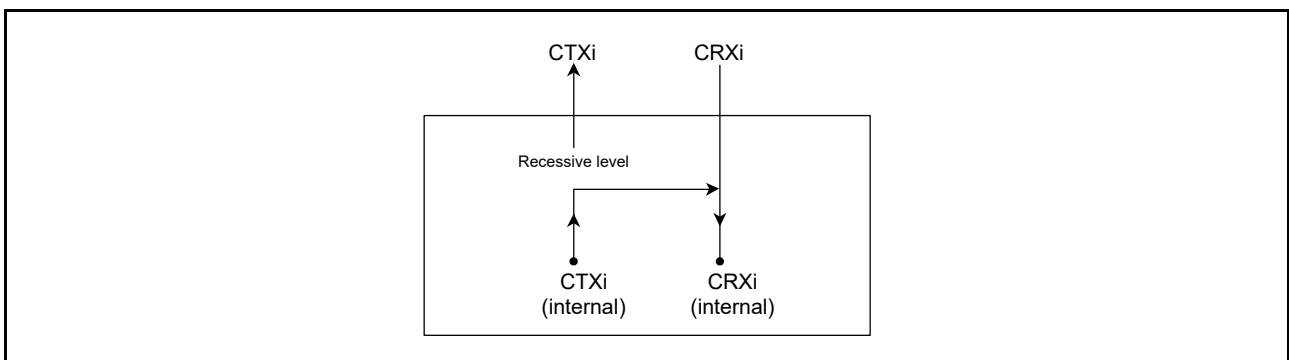 CTXi
CRXi
Recessive level
CTXi
(internal)
CRXi
(internal)